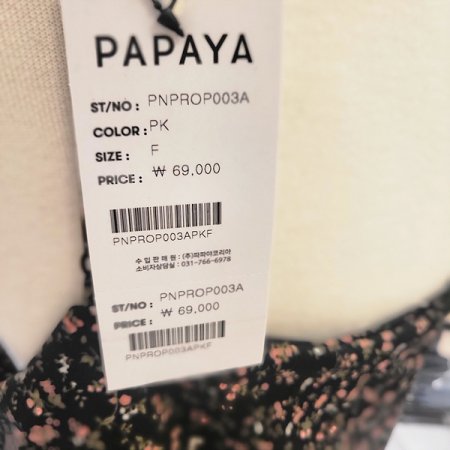 PAPAYA
ST/NO : PNPROP003A
COLOR : PK
SIZE : F
PRICE : ₩ 69,000
PNPROP003APKF
수 입 판 매 원 : (주)파파야코리아
소비자상담실 : 031-766-6978
ST/NO : PNPROP003A
PRICE : ₩ 69,000
PNPROP003APKF